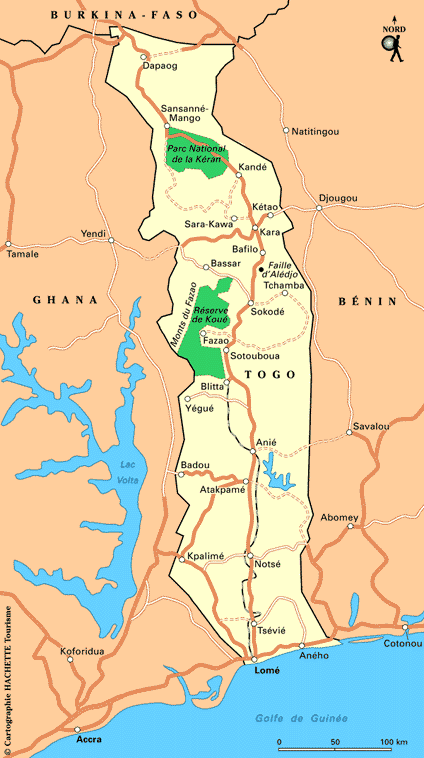 BURKINA-FASO
NORD
Dapaog
Sansanné-
Mango
Natitingou
Parc National
de la Kéran
Kandé
Kétao
Djougou
Sara-Kawa
Kara
Yendi
Tamale
Bafilo
Bassar
Faille
d'Alédjo
Tchamba
GHANA
BÉNIN
Monts du Fazao
Réserve
de Koué
Sokodé
Fazao
Sotouboua
TOGO
Blitta
Yégué
Savalou
Anié
Lac
Volta
Badou
Atakpamé
Abomey
Kpalimé
Notsé
Tsévié
Cotonou
Koforidua
Aného
Lomé
Accra
Golfe de Guinée
0 50 100 km
© Cartographie HACHETTE Tourisme